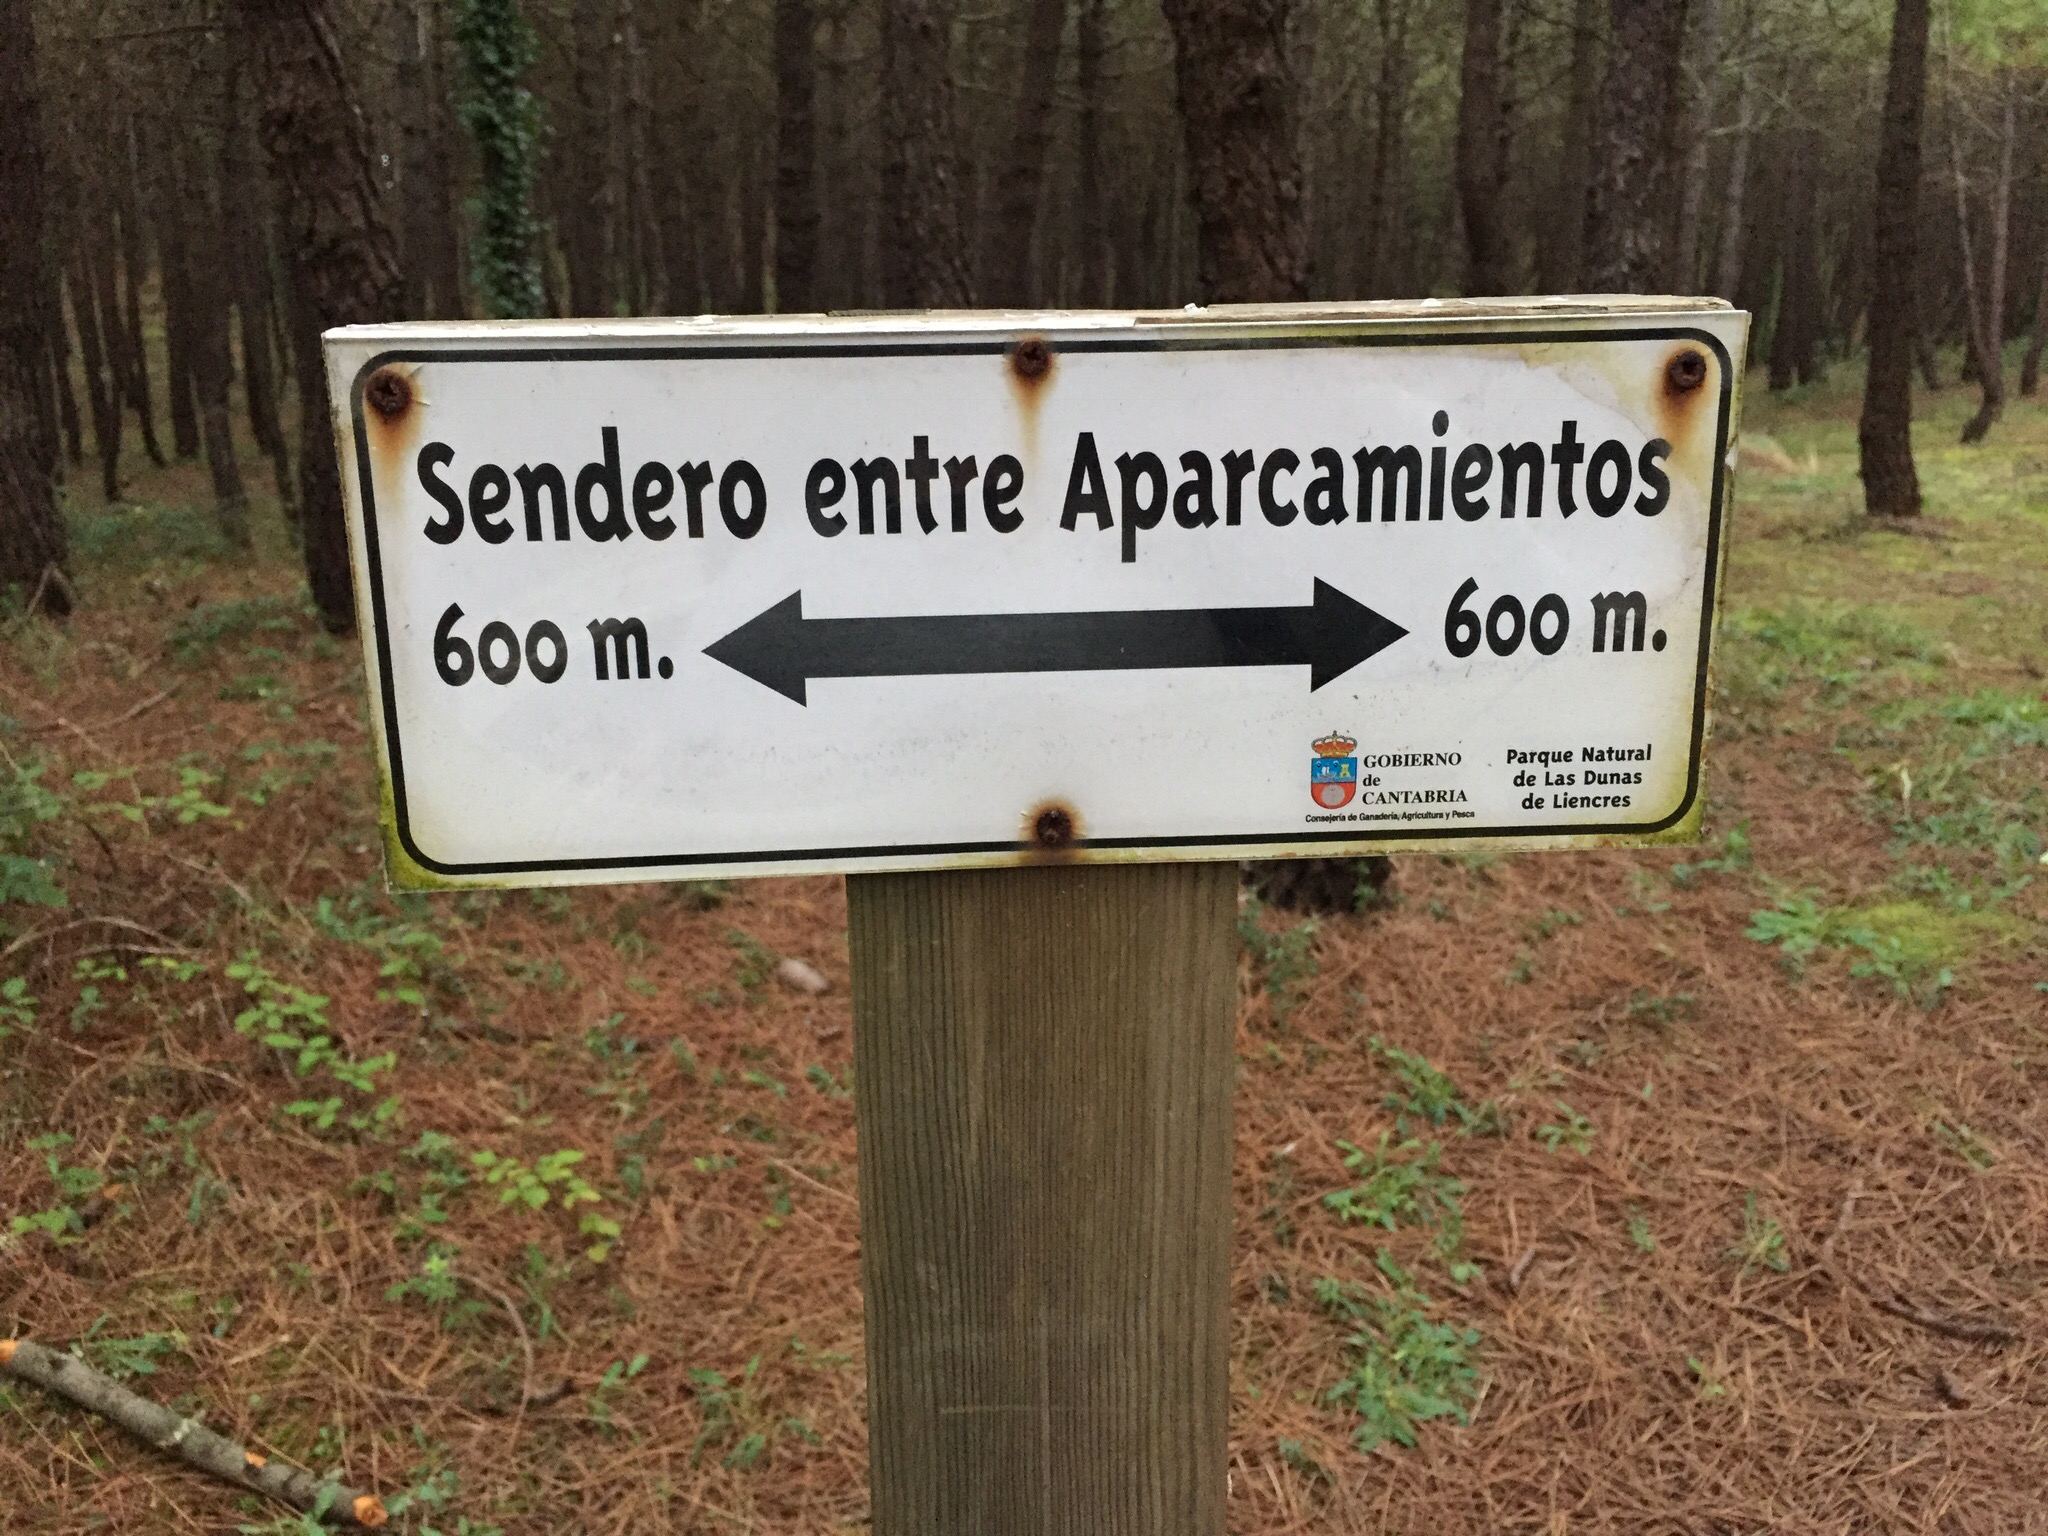 Sendero entre Aparcamientos
600 m. 600 m.
GOBIERNO
de
CANTABRIA
Consejería de Ganadería, Agricultura y Pesca
Parque Natural
de Las Dunas
de Liencres